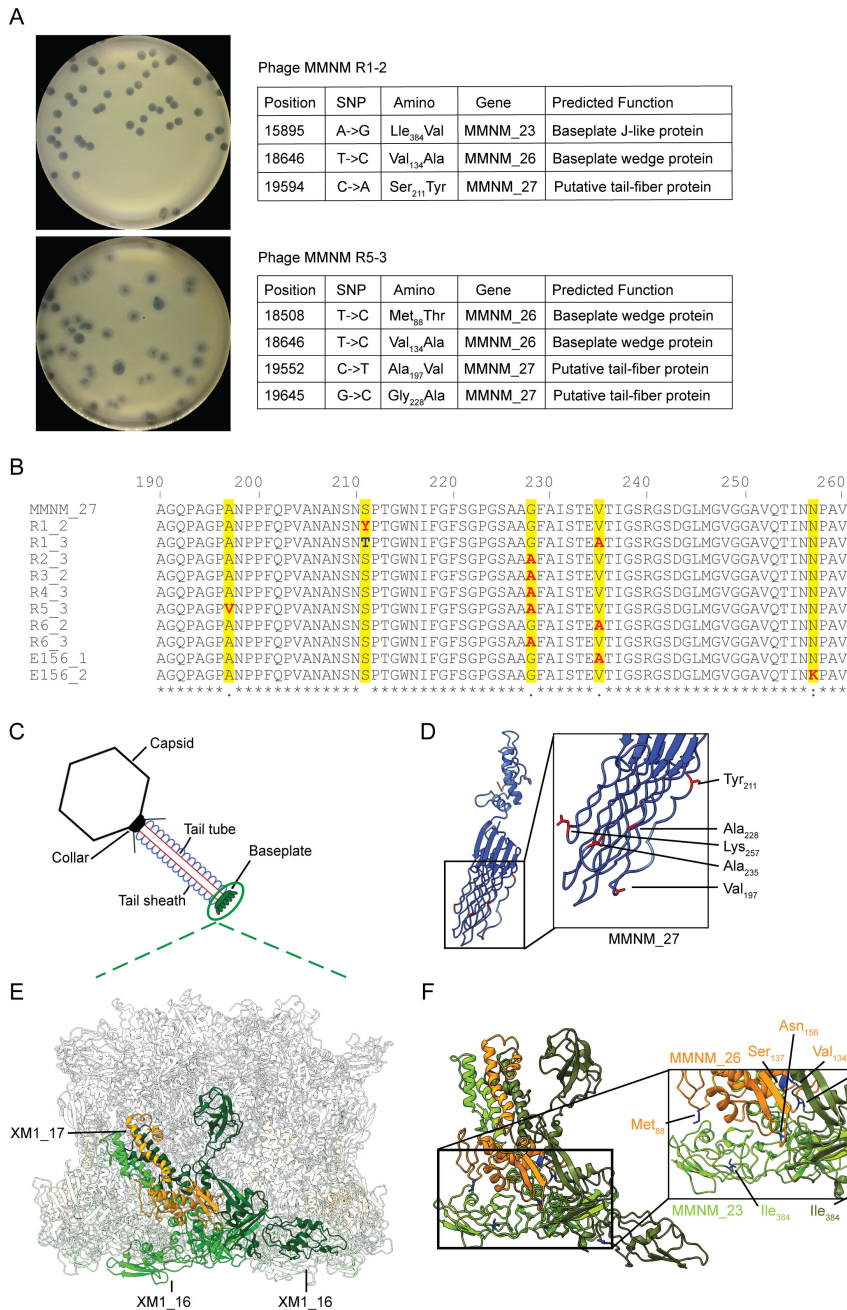 A
Phage MMNM R1-2
Position SNP Amino Gene Predicted Function
15895 A->G Lle384Val MMNM_23 Baseplate J-like protein
18646 T->C Val134Ala MMNM_26 Baseplate wedge protein
19594 C->A Ser211Tyr MMNM_27 Putative tail-fiber protein
Phage MMNM R5-3
Position SNP Amino Gene Predicted Function
18508 T->C Met88Thr MMNM_26 Baseplate wedge protein
18646 T->C Val134Ala MMNM_26 Baseplate wedge protein
19552 C->T Ala197Val MMNM_27 Putative tail-fiber protein
19645 G->C Gly228Ala MMNM_27 Putative tail-fiber protein
B
190 200 210 220 230 240 250 260
MMNM_27 AGQPAGPANPPFQPVANANSNSPTGWNIFGFSGPGSAAGFAISTEVTIGSRGSDGLMGVGGAVQTINNPAV
R1_2 AGQPAGPANPPFQPVANANSNYPTGWNIFGFSGPGSAAGFAISTEVTIGSRGSDGLMGVGGAVQTINNPAV
R1_3 AGQPAGPANPPFQPVANANSNTPTGWNIFGFSGPGSAAGFAISTEATIGSRGSDGLMGVGGAVQTINNPAV
R2_3 AGQPAGPANPPFQPVANANSNSPTGWNIFGFSGPGSAAAFAISTEVTIGSRGSDGLMGVGGAVQTINNPAV
R3_2 AGQPAGPANPPFQPVANANSNSPTGWNIFGFSGPGSAAAFAISTEVTIGSRGSDGLMGVGGAVQTINNPAV
R4_3 AGQPAGPANPPFQPVANANSNSPTGWNIFGFSGPGSAAAFAISTEVTIGSRGSDGLMGVGGAVQTINNPAV
R5_3 AGQPAGPVNPPFQPVANANSNSPTGWNIFGFSGPGSAAAFAISTEVTIGSRGSDGLMGVGGAVQTINNPAV
R6_2 AGQPAGPANPPFQPVANANSNSPTGWNIFGFSGPGSAAGFAISTEATIGSRGSDGLMGVGGAVQTINNPAV
R6_3 AGQPAGPANPPFQPVANANSNSPTGWNIFGFSGPGSAAAFAISTEVTIGSRGSDGLMGVGGAVQTINNPAV
E156_1 AGQPAGPANPPFQPVANANSNSPTGWNIFGFSGPGSAAGFAISTEATIGSRGSDGLMGVGGAVQTINNPAV
E156_2 AGQPAGPANPPFQPVANANSNSPTGWNIFGFSGPGSAAGFAISTEVTIGSRGSDGLMGVGGAVQTINKPAV
*******.************* ****************.******.*********************:***
C
Capsid
Tail tube
Collar
Baseplate
Tail sheath
D
Tyr211
Ala228
Lys257
Ala235
Val197
MMNM_27
E
XM1_17
XM1_16
XM1_16
F
Asn156
MMNM_26
Ser137
Val134
Met88
MMNM_23
Ile384
Ile384